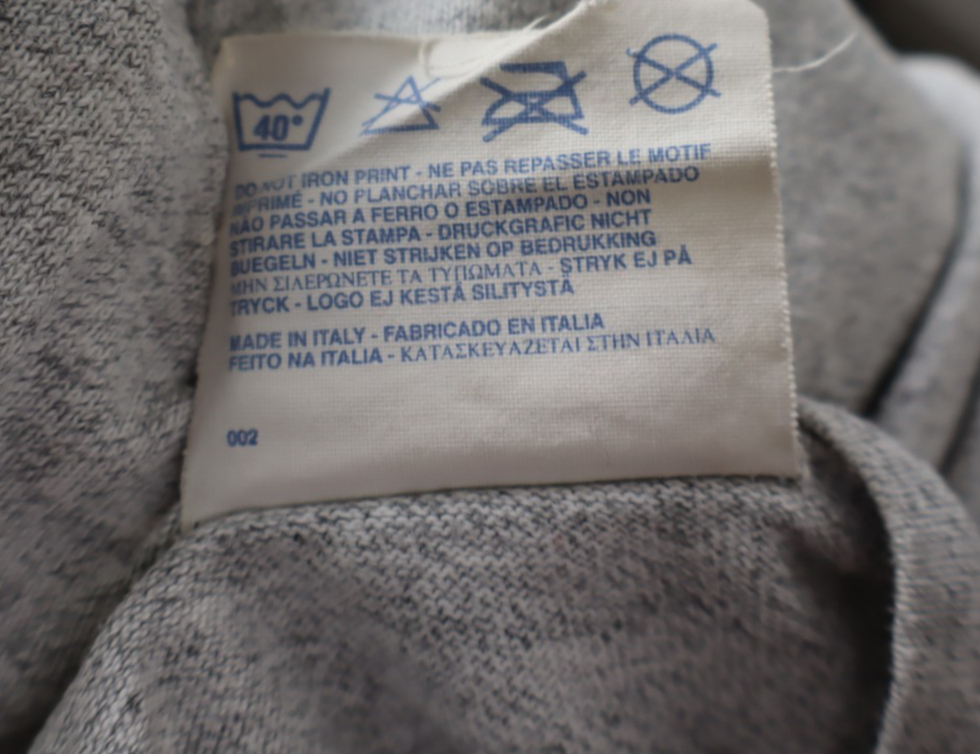 40°
DO NOT IRON PRINT - NE PAS REPASSER LE MOTIF
IMPRIMÉ - NO PLANCHAR SOBRE EL ESTAMPADO
NÃO PASSAR A FERRO O ESTAMPADO - NON
STIRARE LA STAMPA - DRUCKGRAFIC NICHT
BUEGELN - NIET STRIJKEN OP BEDRUKKING
ΜΗΝ ΣΙΔΕΡΩΝΕΤΕ ΤΑ ΤΥΠΩΜΑΤΑ - STRYK EJ PÅ
TRYCK - LOGO EJ KESTÄ SILITYSTÄ
MADE IN ITALY - FABRICADO EN ITALIA
FEITO NA ITALIA - ΚΑΤΑΣΚΕΥΑΖΕΤΑΙ ΣΤΗΝ ΙΤΑΛΙΑ
002